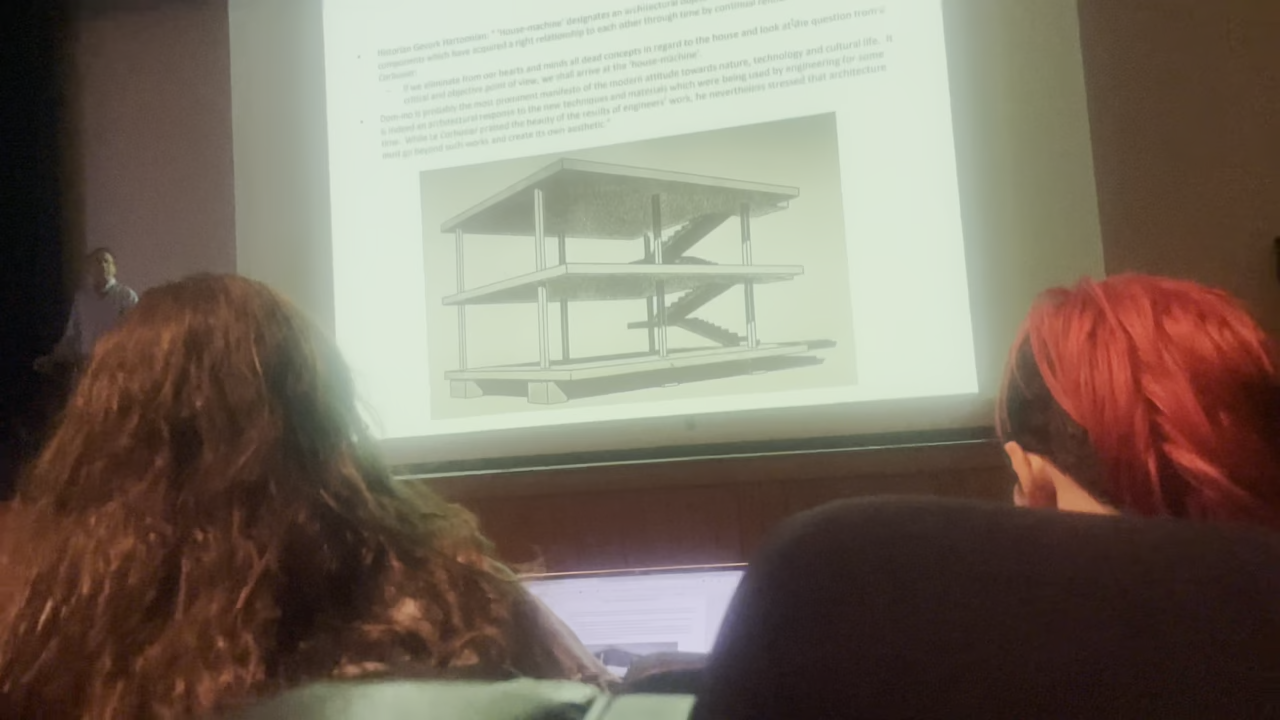 Historian Gevork Hartoonian: " 'House-machine' designates an architectural
components which have acquired a right relationship to each other through time by continual
Corbusier:
If we eliminate from our hearts and minds all dead concepts in regard to the house and look at the question from a
critical and objective point of view, we shall arrive at the 'house-machine'
Dom-ino is probably the most prominent manifesto of the modern attitude towards nature, technology and cultural life. It
is indeed an architectural response to the new techniques and materials which were being used by engineering for some
time. While Le Corbusier praised the beauty of the results of engineers' work, he nevertheless stressed that architecture
must go beyond such works and create its own aesthetic."